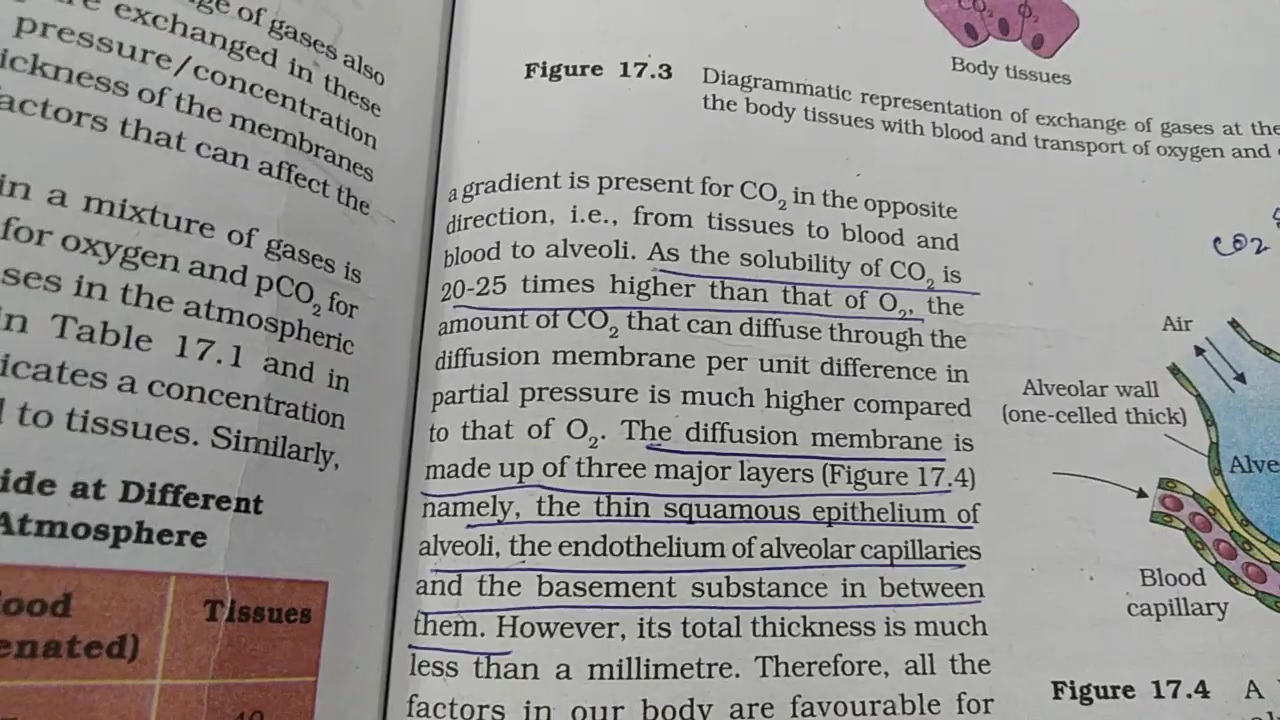 ge of gases also
exchanged in these
pressure/concentration
ickness of the membranes
actors that can affect the
in a mixture of gases is
for oxygen and pCO₂ for
ses in the atmospheric
n Table 17.1 and in
icates a concentration
to tissues. Similarly,
ide at Different
Atmosphere
ood
enated)
Tissues
40
CO₂ O₂
Body tissues
Figure 17.3 Diagrammatic representation of exchange of gases at the
the body tissues with blood and transport of oxygen and
a gradient is present for CO₂ in the opposite
direction, i.e., from tissues to blood and
blood to alveoli. As the solubility of CO₂ is
20-25 times higher than that of O₂, the
amount of CO₂ that can diffuse through the
diffusion membrane per unit difference in
partial pressure is much higher compared
to that of O₂. The diffusion membrane is
made up of three major layers (Figure 17.4)
namely, the thin squamous epithelium of
alveoli, the endothelium of alveolar capillaries
and the basement substance in between
them. However, its total thickness is much
less than a millimetre. Therefore, all the
factors in our body are favourable for
CO2
Air
Alveolar wall
(one-celled thick)
Alve
Blood
capillary
Figure 17.4 A